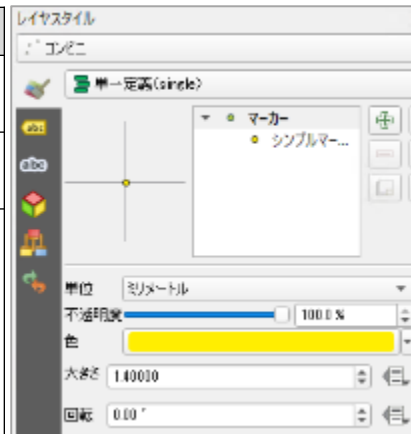 レイヤスタイル
コンビニ
単一定義(single)
マーカー
シンプルマー...
abc
abc
単位 ミリメートル
不透明度 100.0 %
色
大きさ 1.40000
回転 0.00 °